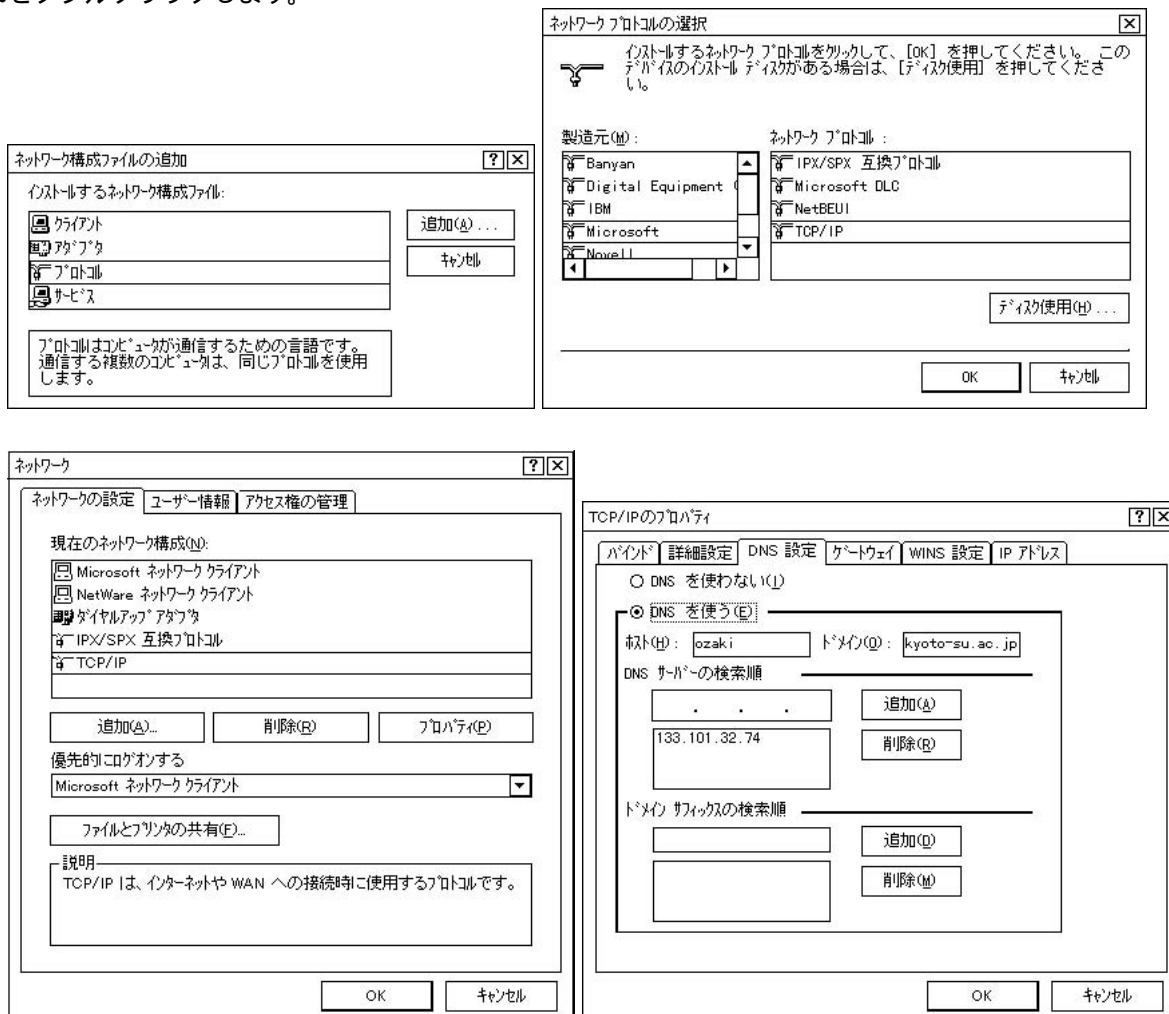 をダブルクリックします。
ネットワーク構成ファイルの追加
インストールするネットワーク構成ファイル:
クライアント
アダプタ
プロトコル
サービス
追加(A)...
キャンセル
プロトコルはコンピュータが通信するための言語です。
通信する複数のコンピュータは、同じプロトコルを使用
します。
ネットワーク プロトコルの選択
インストールするネットワーク プロトコルをクリックして、[OK] を押してください。 この
デバイスのインストール ディスクがある場合は、[ディスク使用] を押してくださ
い。
製造元(M):
Banyan
Digital Equipment
IBM
Microsoft
Novell
ネットワーク プロトコル :
IPX/SPX 互換プロトコル
Microsoft DLC
NetBEUI
TCP/IP
ディスク使用(H)...
OK
キャンセル
ネットワーク
ネットワークの設定 ユーザー情報 アクセス権の管理
現在のネットワーク構成(N):
Microsoft ネットワーク クライアント
NetWare ネットワーク クライアント
ダイヤルアップ アダプタ
IPX/SPX 互換プロトコル
TCP/IP
追加(A)... 削除(R) プロパティ(P)
優先的にログオンする
Microsoft ネットワーク クライアント
ファイルとプリンタの共有(F)...
説明
TCP/IP は、インターネットや WAN への接続時に使用するプロトコルです。
OK キャンセル
TCP/IPのプロパティ
バインド 詳細設定 DNS 設定 ゲートウェイ WINS 設定 IP アドレス
DNS を使わない(I)
DNS を使う(E)
ホスト(H): ozaki ドメイン(O): kyoto-su.ac.jp
DNS サーバーの検索順
. . . 追加(A)
133.101.32.74 削除(R)
ドメイン サフィックスの検索順
追加(D)
削除(M)
OK キャンセル